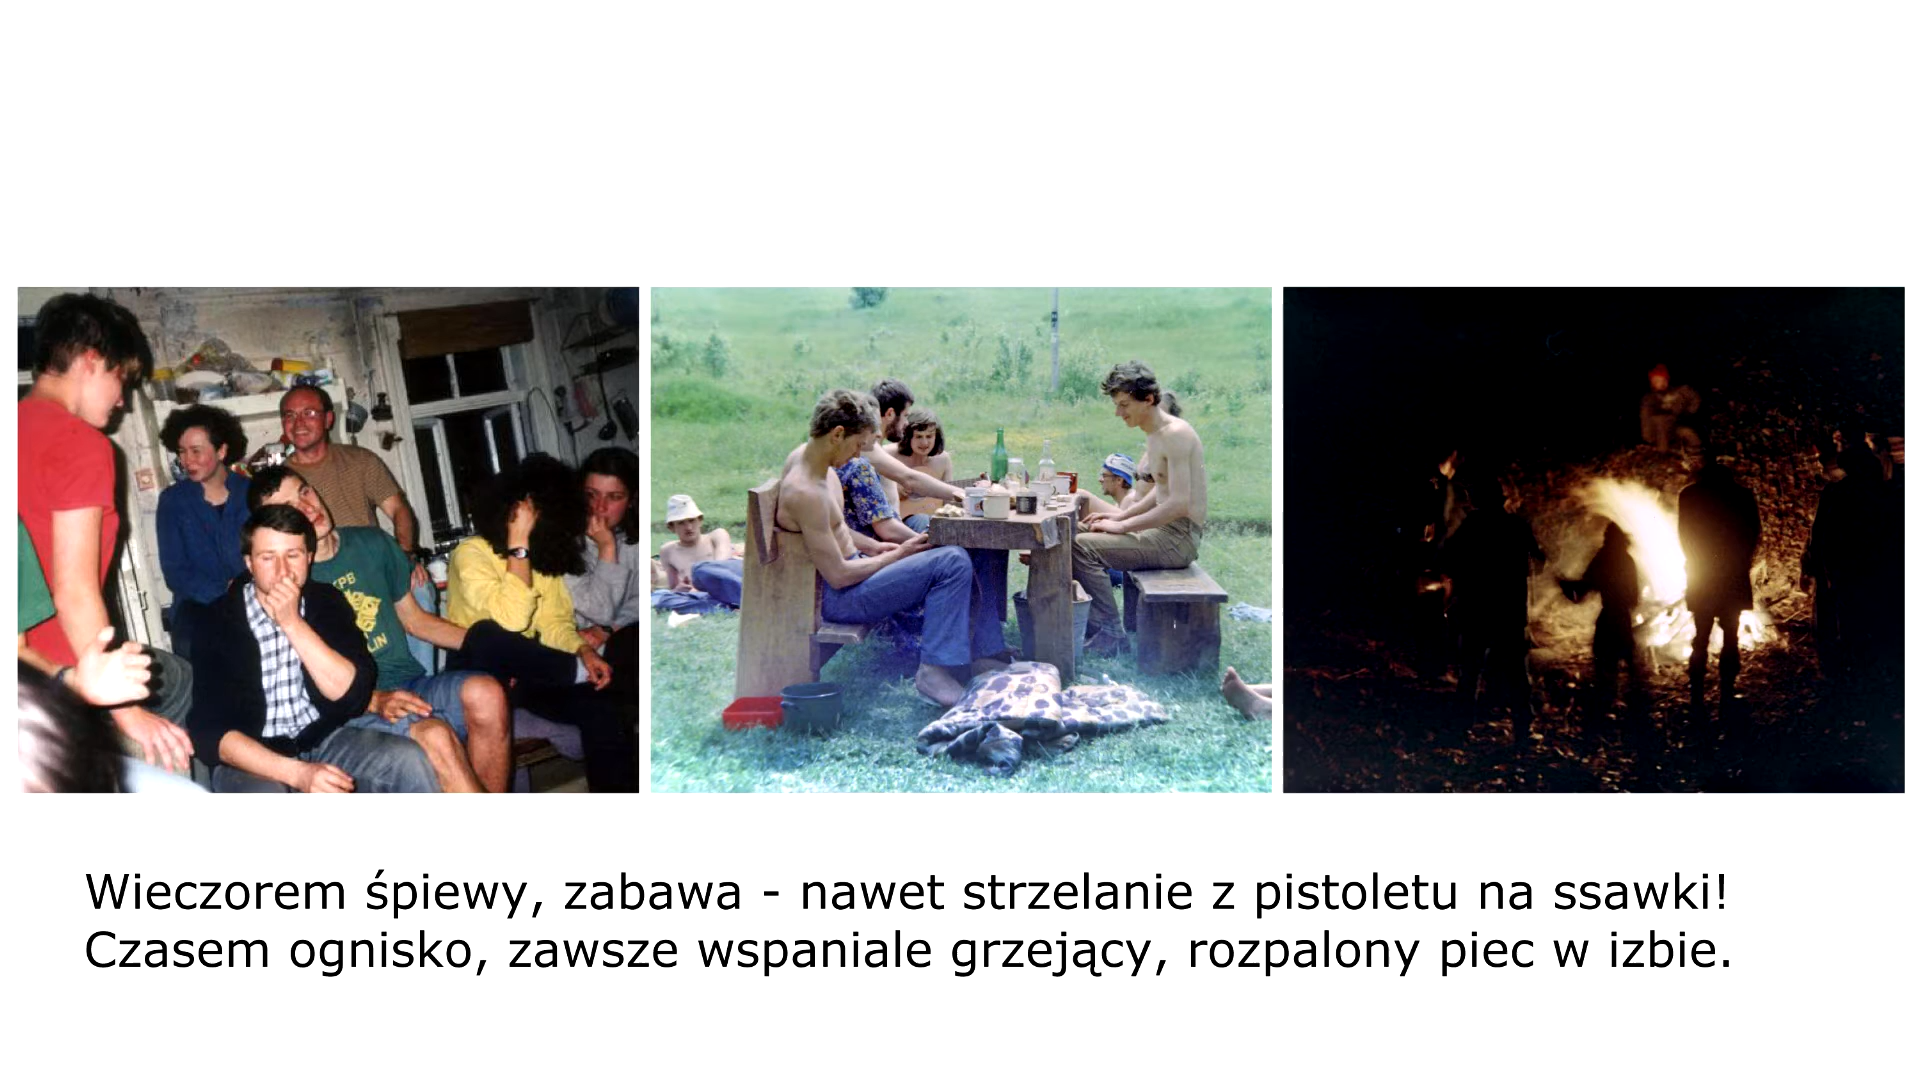 Wieczorem śpiewy, zabawa - nawet strzelanie z pistoletu na ssawki!
Czasem ognisko, zawsze wspaniale grzejący, rozpalony piec w izbie.